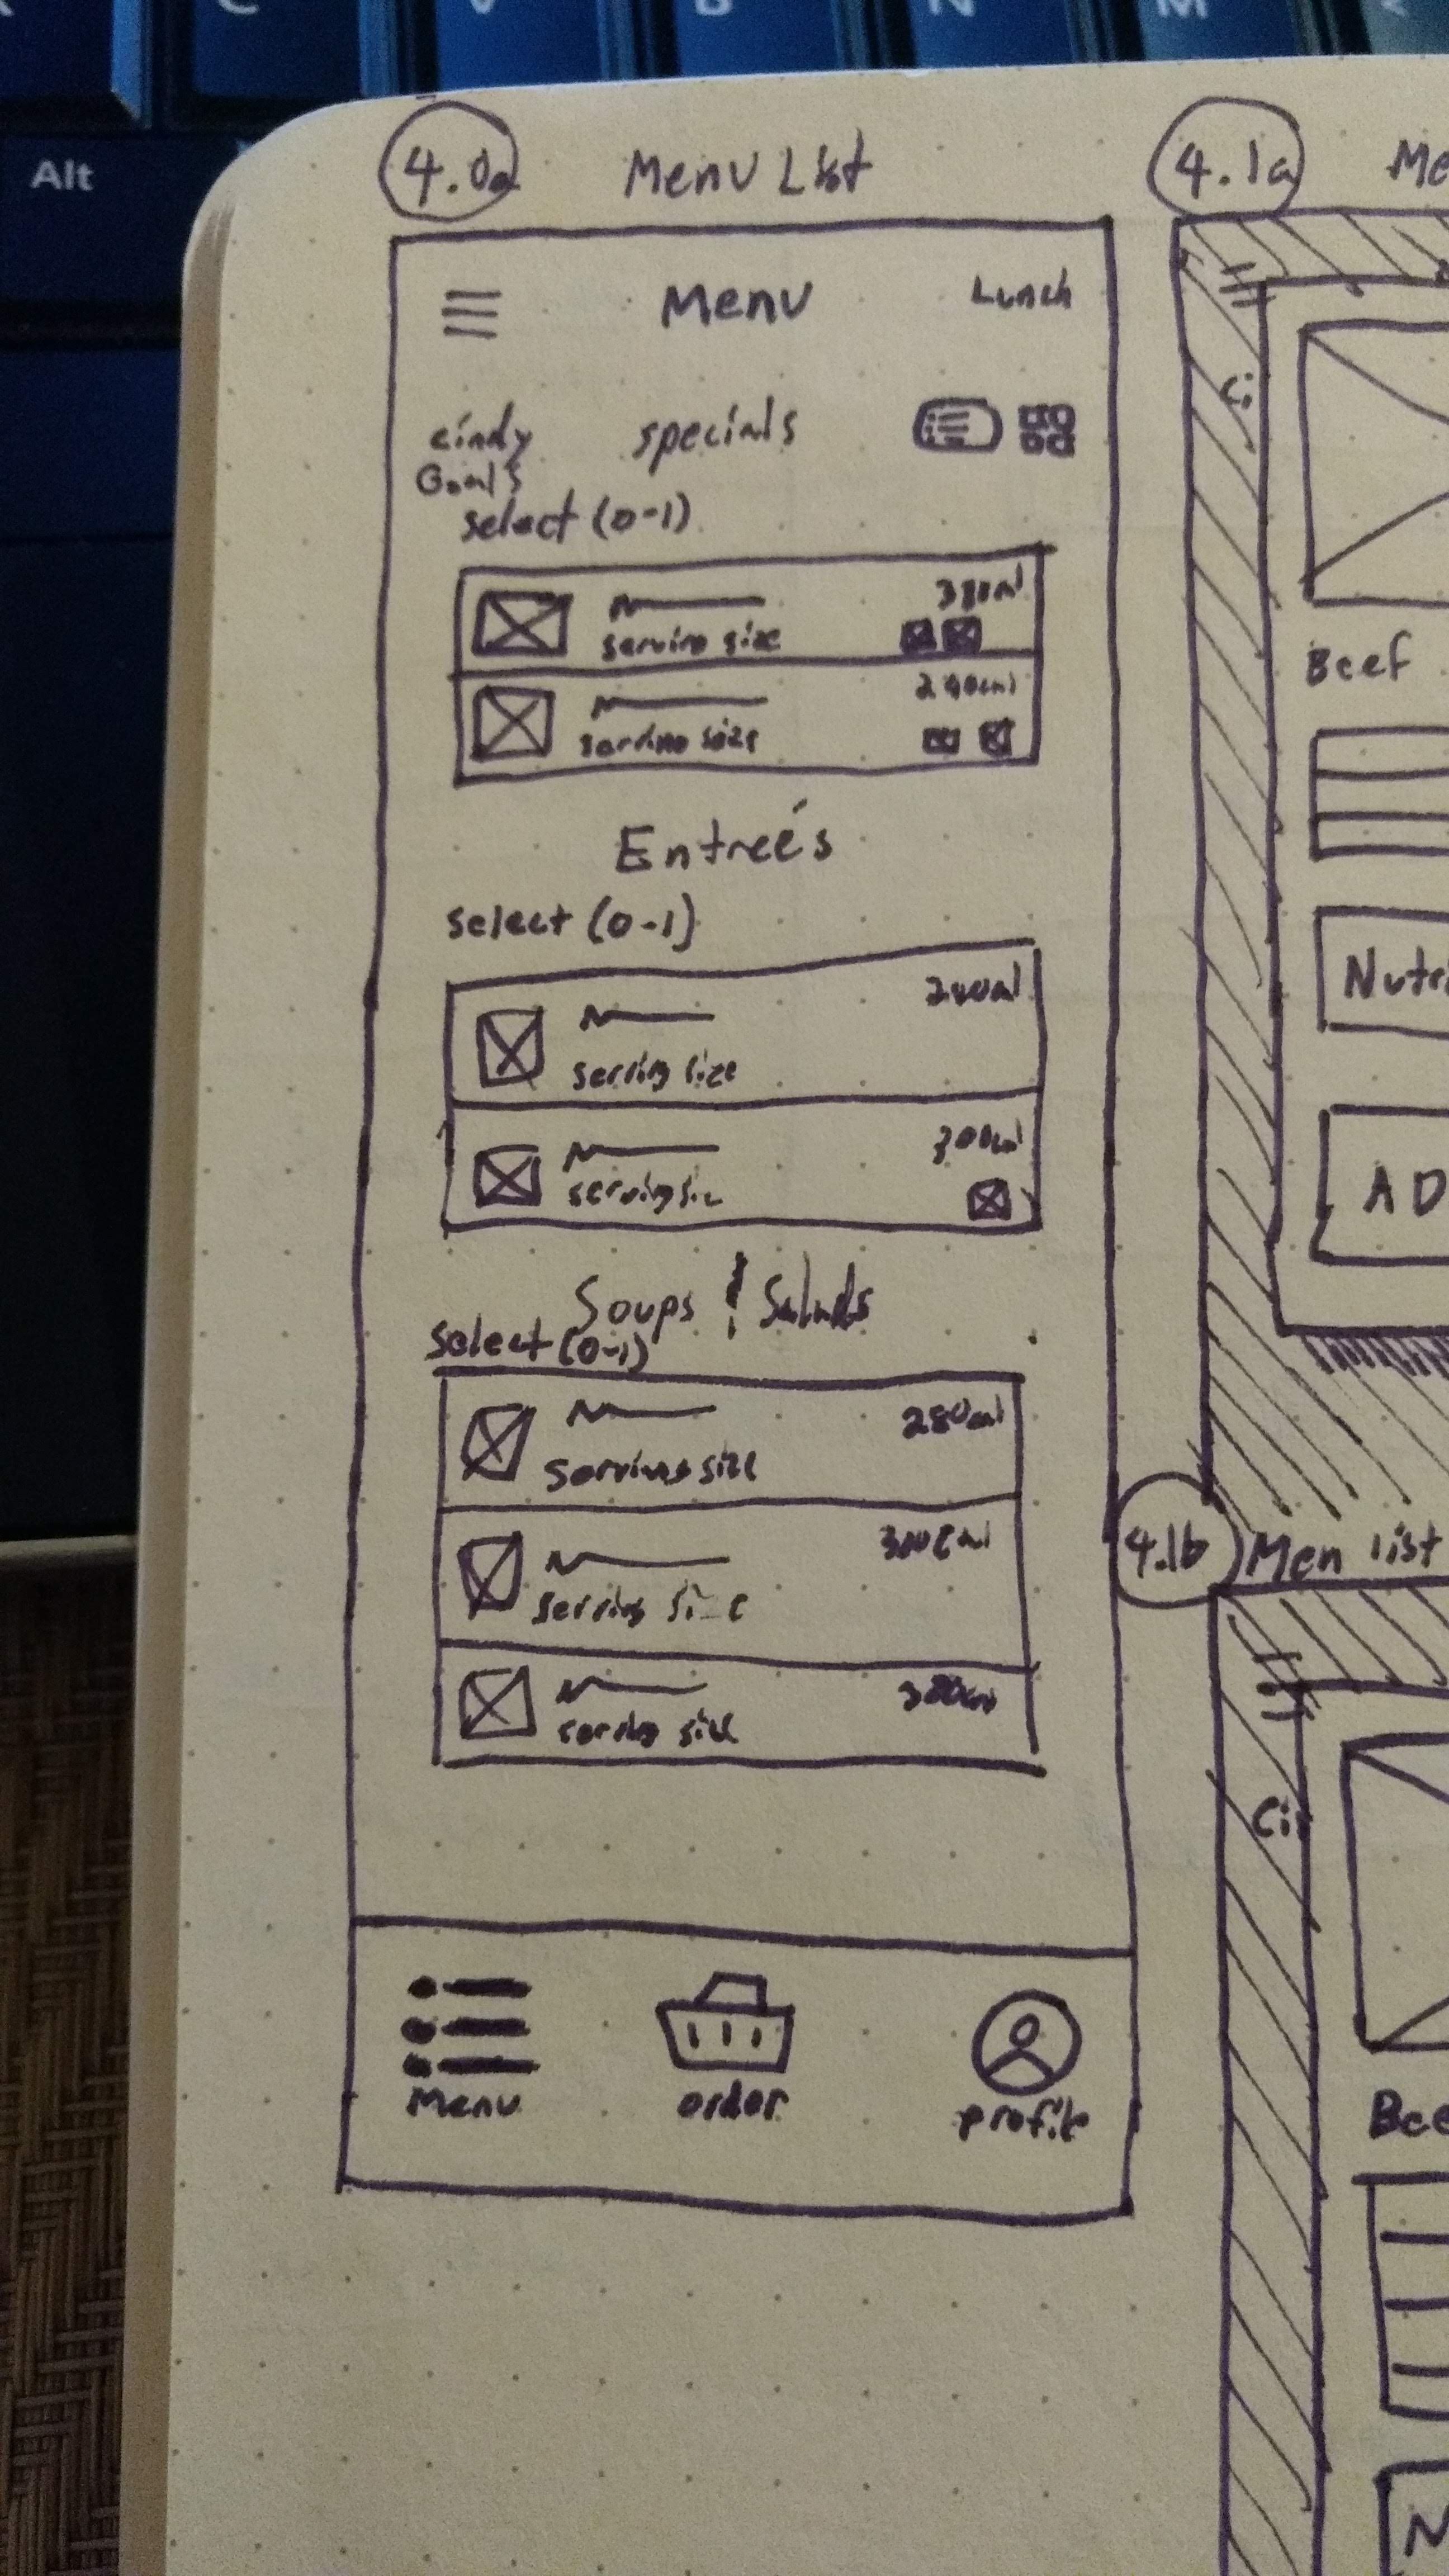 C V B N M
Alt
4.0a Menu List
Menu Lunch
cindy specials
Goals
select (0-1)
380cal
serving size
240cal
serving size
Entreés
select (0-1)
280cal
serving size
300cal
serving size
Soups & Salads
select (0-1)
280cal
serving size
300cal
serving size
380cal
serving size
Menu order profile
4.1a Me
Ci
Beef
Nutri
AD
4.1b Men list
Ci
Bee
N